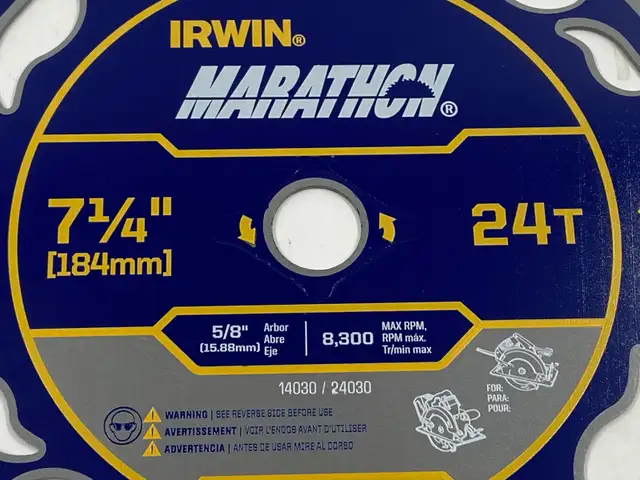 IRWIN®
MARATHON®
7¼"
[184mm]
24T
5/8"
(15.88mm)
Arbor
Abre
Eje
8,300
MAX RPM,
RPM máx.
Tr/min max
14030 / 24030
FOR:
PARA:
POUR:
WARNING | SEE REVERSE SIDE BEFORE USE
AVERTISSEMENT | VOIR L'ENDOS AVANT D'UTILISER
ADVERTENCIA | ANTES DE USAR MIRE AL DORSO